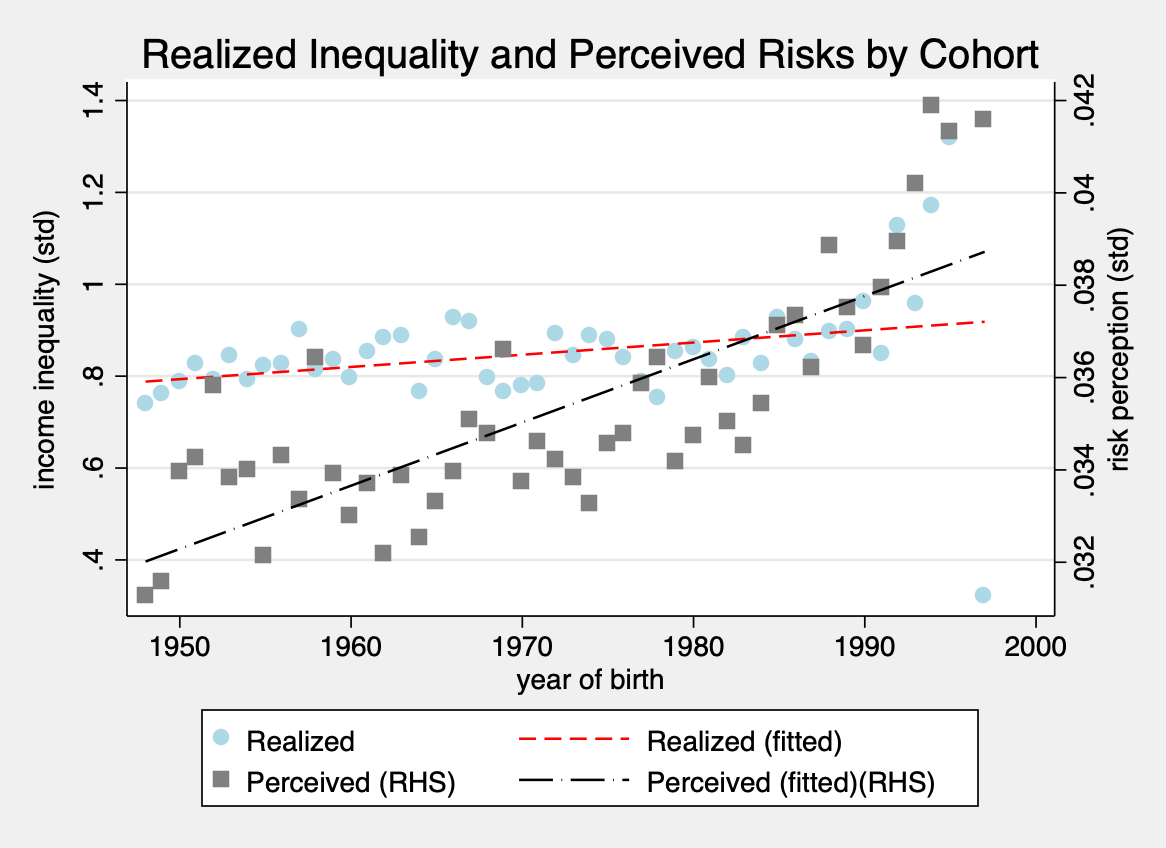 Realized Inequality and Perceived Risks by Cohort
income inequality (std)
1.4
1.2
1
.8
.6
.4
.042
.04
.038
.036
.034
.032
risk perception (std)
1950 1960 1970 1980 1990 2000
year of birth
Realized Realized (fitted)
Perceived (RHS) Perceived (fitted)(RHS)